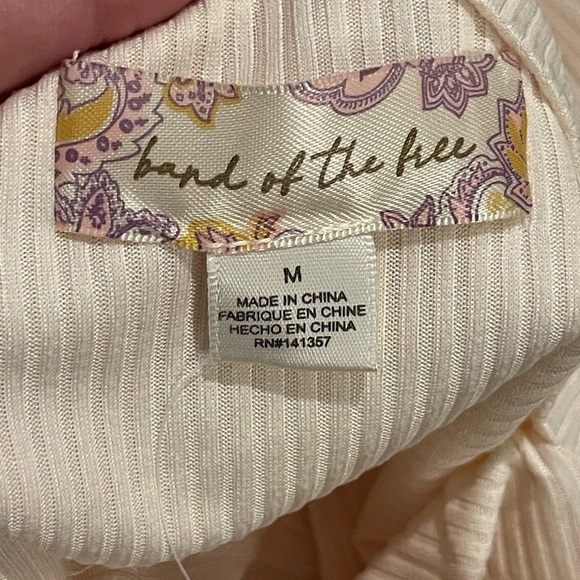 band of the free
M
MADE IN CHINA
FABRIQUE EN CHINE
HECHO EN CHINA
RN#141357